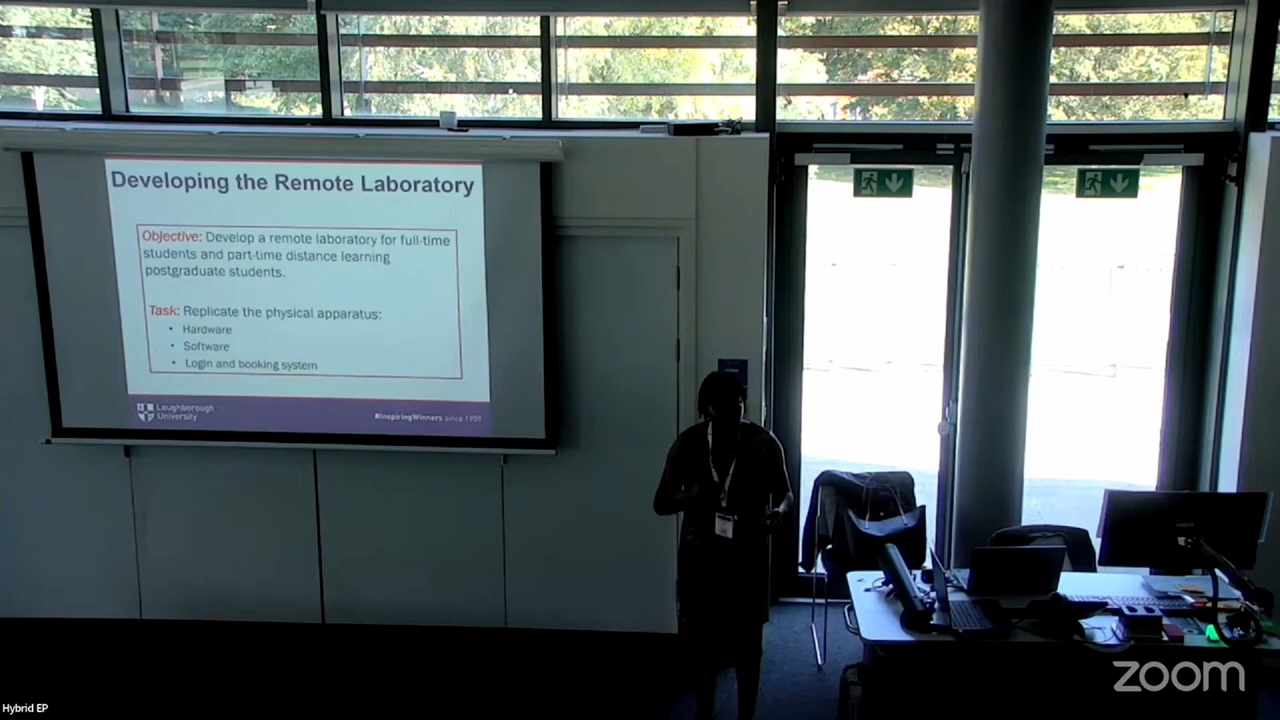 Developing the Remote Laboratory
Objective: Develop a remote laboratory for full-time
students and part-time distance learning
postgraduate students.
Task: Replicate the physical apparatus:
• Hardware
• Software
• Login and booking system
Loughborough
University
#InspiringWinners since 1909
zoom
Hybrid EP